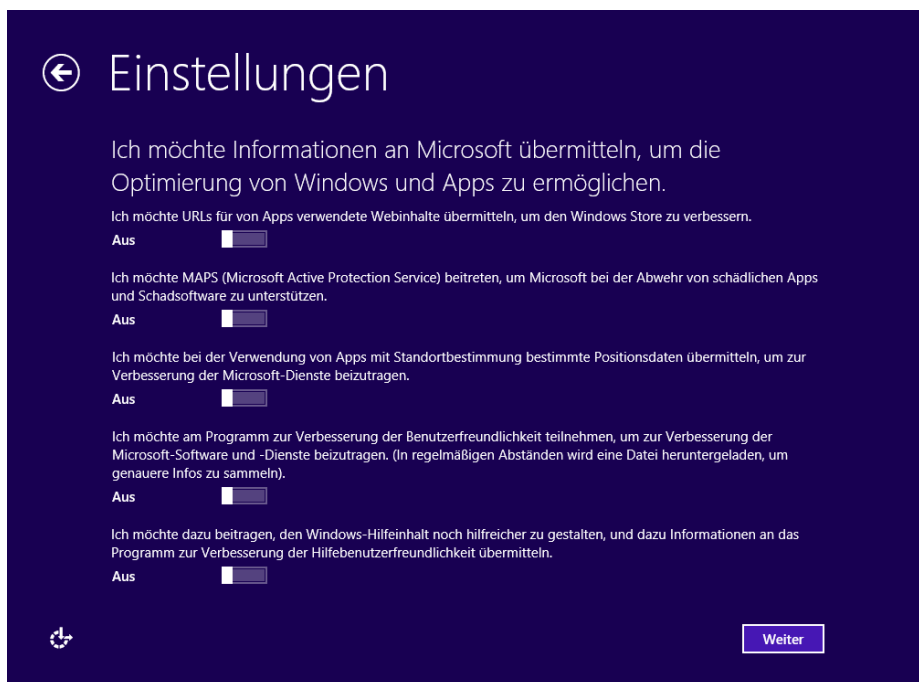 Einstellungen
Ich möchte Informationen an Microsoft übermitteln, um die
Optimierung von Windows und Apps zu ermöglichen.
Ich möchte URLs für von Apps verwendete Webinhalte übermitteln, um den Windows Store zu verbessern.
Aus
Ich möchte MAPS (Microsoft Active Protection Service) beitreten, um Microsoft bei der Abwehr von schädlichen Apps
und Schadsoftware zu unterstützen.
Aus
Ich möchte bei der Verwendung von Apps mit Standortbestimmung bestimmte Positionsdaten übermitteln, um zur
Verbesserung der Microsoft-Dienste beizutragen.
Aus
Ich möchte am Programm zur Verbesserung der Benutzerfreundlichkeit teilnehmen, um zur Verbesserung der
Microsoft-Software und -Dienste beizutragen. (In regelmäßigen Abständen wird eine Datei heruntergeladen, um
genauere Infos zu sammeln).
Aus
Ich möchte dazu beitragen, den Windows-Hilfeinhalt noch hilfreicher zu gestalten, und dazu Informationen an das
Programm zur Verbesserung der Hilfebenutzerfreundlichkeit übermitteln.
Aus
Weiter